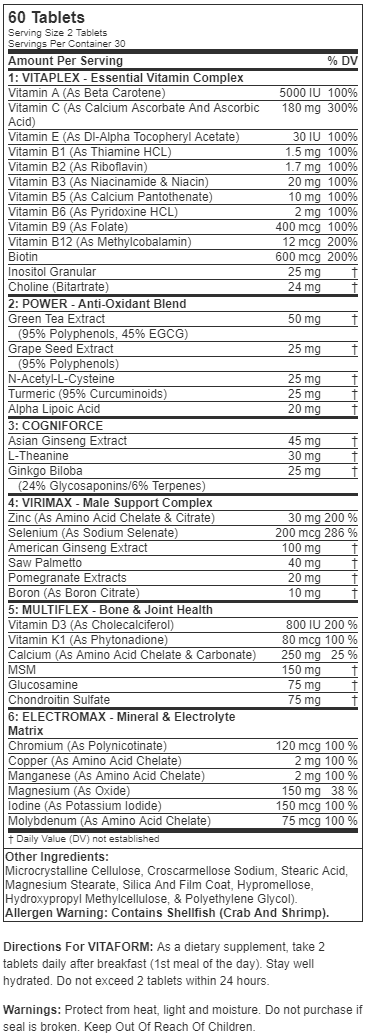 60 Tablets
Serving Size 2 Tablets
Servings Per Container 30
Amount Per Serving % DV
1: VITAPLEX - Essential Vitamin Complex
Vitamin A (As Beta Carotene) 5000 IU 100%
Vitamin C (As Calcium Ascorbate And Ascorbic 180 mg 300%
Acid)
Vitamin E (As Dl-Alpha Tocopheryl Acetate) 30 IU 100%
Vitamin B1 (As Thiamine HCL) 1.5 mg 100%
Vitamin B2 (As Riboflavin) 1.7 mg 100%
Vitamin B3 (As Niacinamide & Niacin) 20 mg 100%
Vitamin B5 (As Calcium Pantothenate) 10 mg 100%
Vitamin B6 (As Pyridoxine HCL) 2 mg 100%
Vitamin B9 (As Folate) 400 mcg 100%
Vitamin B12 (As Methylcobalamin) 12 mcg 200%
Biotin 600 mcg 200%
Inositol Granular 25 mg †
Choline (Bitartrate) 24 mg †
2: POWER - Anti-Oxidant Blend
Green Tea Extract 50 mg †
(95% Polyphenols, 45% EGCG)
Grape Seed Extract 25 mg †
(95% Polyphenols)
N-Acetyl-L-Cysteine 25 mg †
Turmeric (95% Curcuminoids) 25 mg †
Alpha Lipoic Acid 20 mg †
3: COGNIFORCE
Asian Ginseng Extract 45 mg †
L-Theanine 30 mg †
Ginkgo Biloba 25 mg †
(24% Glycosaponins/6% Terpenes)
4: VIRIMAX - Male Support Complex
Zinc (As Amino Acid Chelate & Citrate) 30 mg 200 %
Selenium (As Sodium Selenate) 200 mcg 286 %
American Ginseng Extract 100 mg †
Saw Palmetto 40 mg †
Pomegranate Extracts 20 mg †
Boron (As Boron Citrate) 10 mg †
5: MULTIFLEX - Bone & Joint Health
Vitamin D3 (As Cholecalciferol) 800 IU 200 %
Vitamin K1 (As Phytonadione) 80 mcg 100 %
Calcium (As Amino Acid Chelate & Carbonate) 250 mg 25 %
MSM 150 mg †
Glucosamine 75 mg †
Chondroitin Sulfate 75 mg †
6: ELECTROMAX - Mineral & Electrolyte
Matrix
Chromium (As Polynicotinate) 120 mcg 100 %
Copper (As Amino Acid Chelate) 2 mg 100 %
Manganese (As Amino Acid Chelate) 2 mg 100 %
Magnesium (As Oxide) 150 mg 38 %
Iodine (As Potassium Iodide) 150 mcg 100 %
Molybdenum (As Amino Acid Chelate) 75 mcg 100 %
† Daily Value (DV) not established
Other Ingredients:
Microcrystalline Cellulose, Croscarmellose Sodium, Stearic Acid,
Magnesium Stearate, Silica And Film Coat, Hypromellose,
Hydroxypropyl Methylcellulose, & Polyethylene Glycol).
Allergen Warning: Contains Shellfish (Crab And Shrimp).
Directions For VITAFORM: As a dietary supplement, take 2
tablets daily after breakfast (1st meal of the day). Stay well
hydrated. Do not exceed 2 tablets within 24 hours.
Warnings: Protect from heat, light and moisture. Do not purchase if
seal is broken. Keep Out Of Reach Of Children.